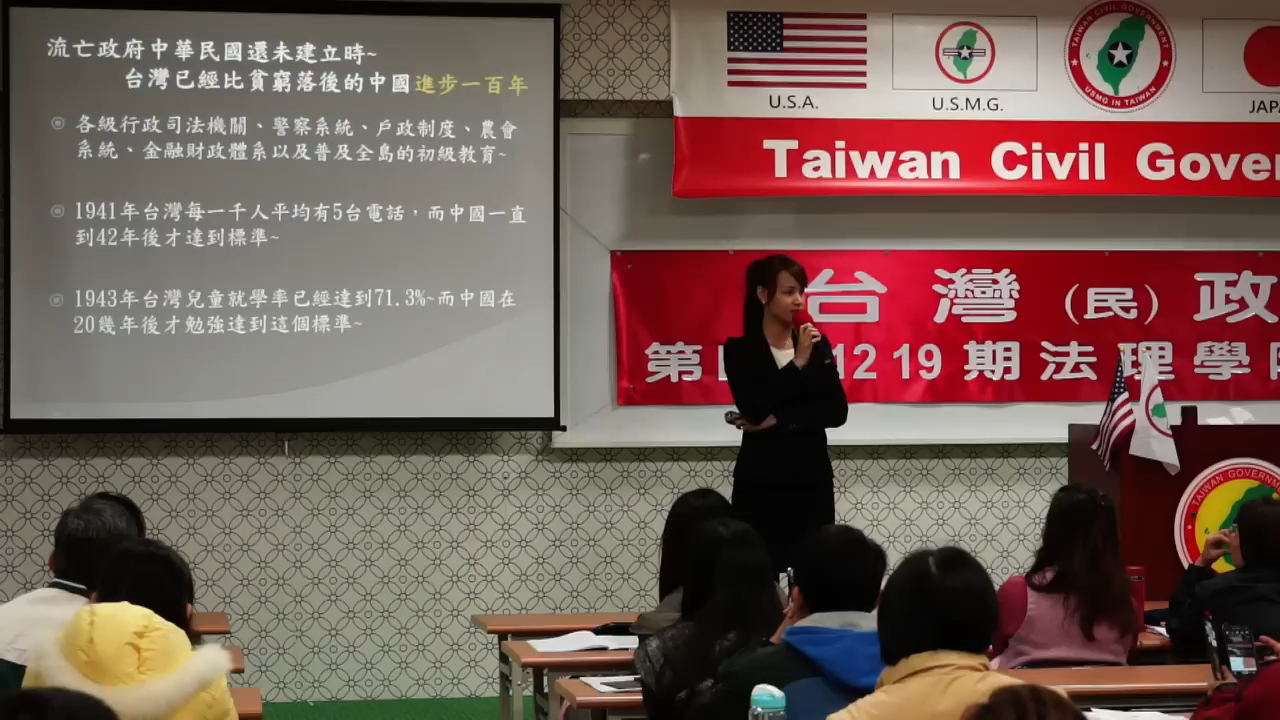 流亡政府中華民國還未建立時~
台灣已經比貧窮落後的中國進步一百年
各級行政司法機關、警察系統、戶政制度、農會
系統、金融財政體系以及普及全島的初級教育~
1941年台灣每一千人平均有5台電話，而中國一直
到42年後才達到標準~
1943年台灣兒童就學率已經達到71.3%~而中國在
20幾年後才勉強達到這個標準~
TAIWAN CIVIL GOVERNMENT
USMG IN TAIWAN
U.S.A.
U.S.M.G.
JAPA
Taiwan Civil Gover
台灣(民)政
第 12 19 期法理學
TAIWAN GOVERNM